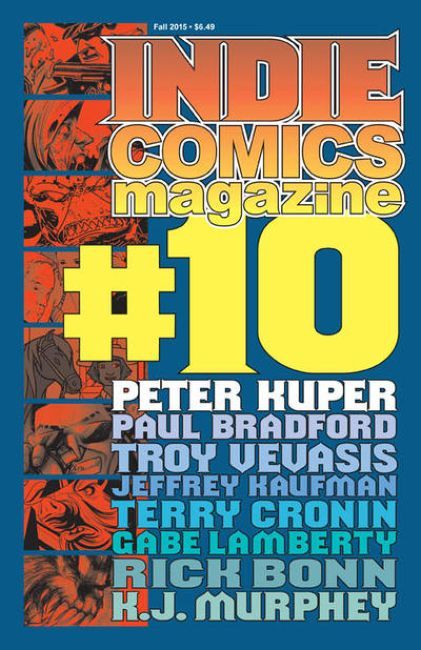 Fall 2015 • $6.49
INDIE
COMICS
magazine
#10
PETER KUPER
PAUL BRADFORD
TROY VEVASIS
JEFFREY KAUFMAN
TERRY CRONIN
GABE LAMBERTY
RICK BONN
K.J. MURPHEY